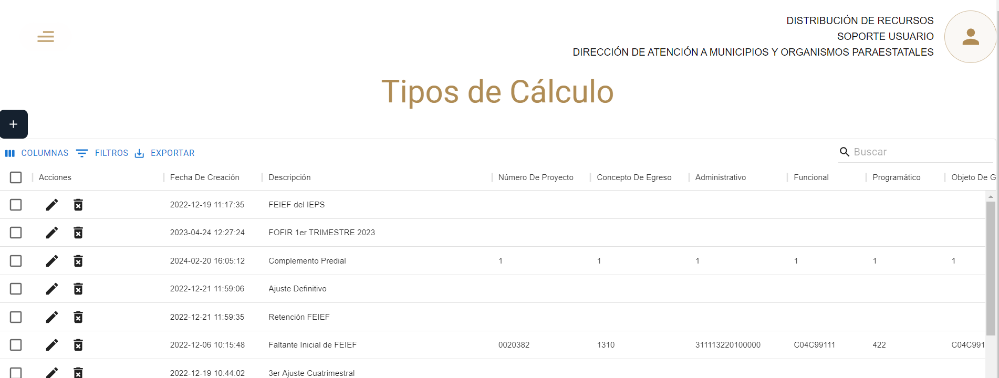 DISTRIBUCIÓN DE RECURSOS
SOPORTE USUARIO
DIRECCIÓN DE ATENCIÓN A MUNICIPIOS Y ORGANISMOS PARAESTATALES
Tipos de Cálculo
+
COLUMNAS FILTROS EXPORTAR Buscar
Acciones Fecha De Creación Descripción Número De Proyecto Concepto De Egreso Administrativo Funcional Programático Objeto De G
2022-12-19 11:17:35 FEIEF del IEPS
2023-04-24 12:27:24 FOFIR 1er TRIMESTRE 2023
2024-02-20 16:05:12 Complemento Predial 1 1 1 1 1 1
2022-12-21 11:59:06 Ajuste Definitivo
2022-12-21 11:59:35 Retención FEIEF
2022-12-06 10:15:48 Faltante Inicial de FEIEF 0020382 1310 311113220100000 C04C99111 422 C04C991
2022-12-19 10:44:02 3er Ajuste Cuatrimestral